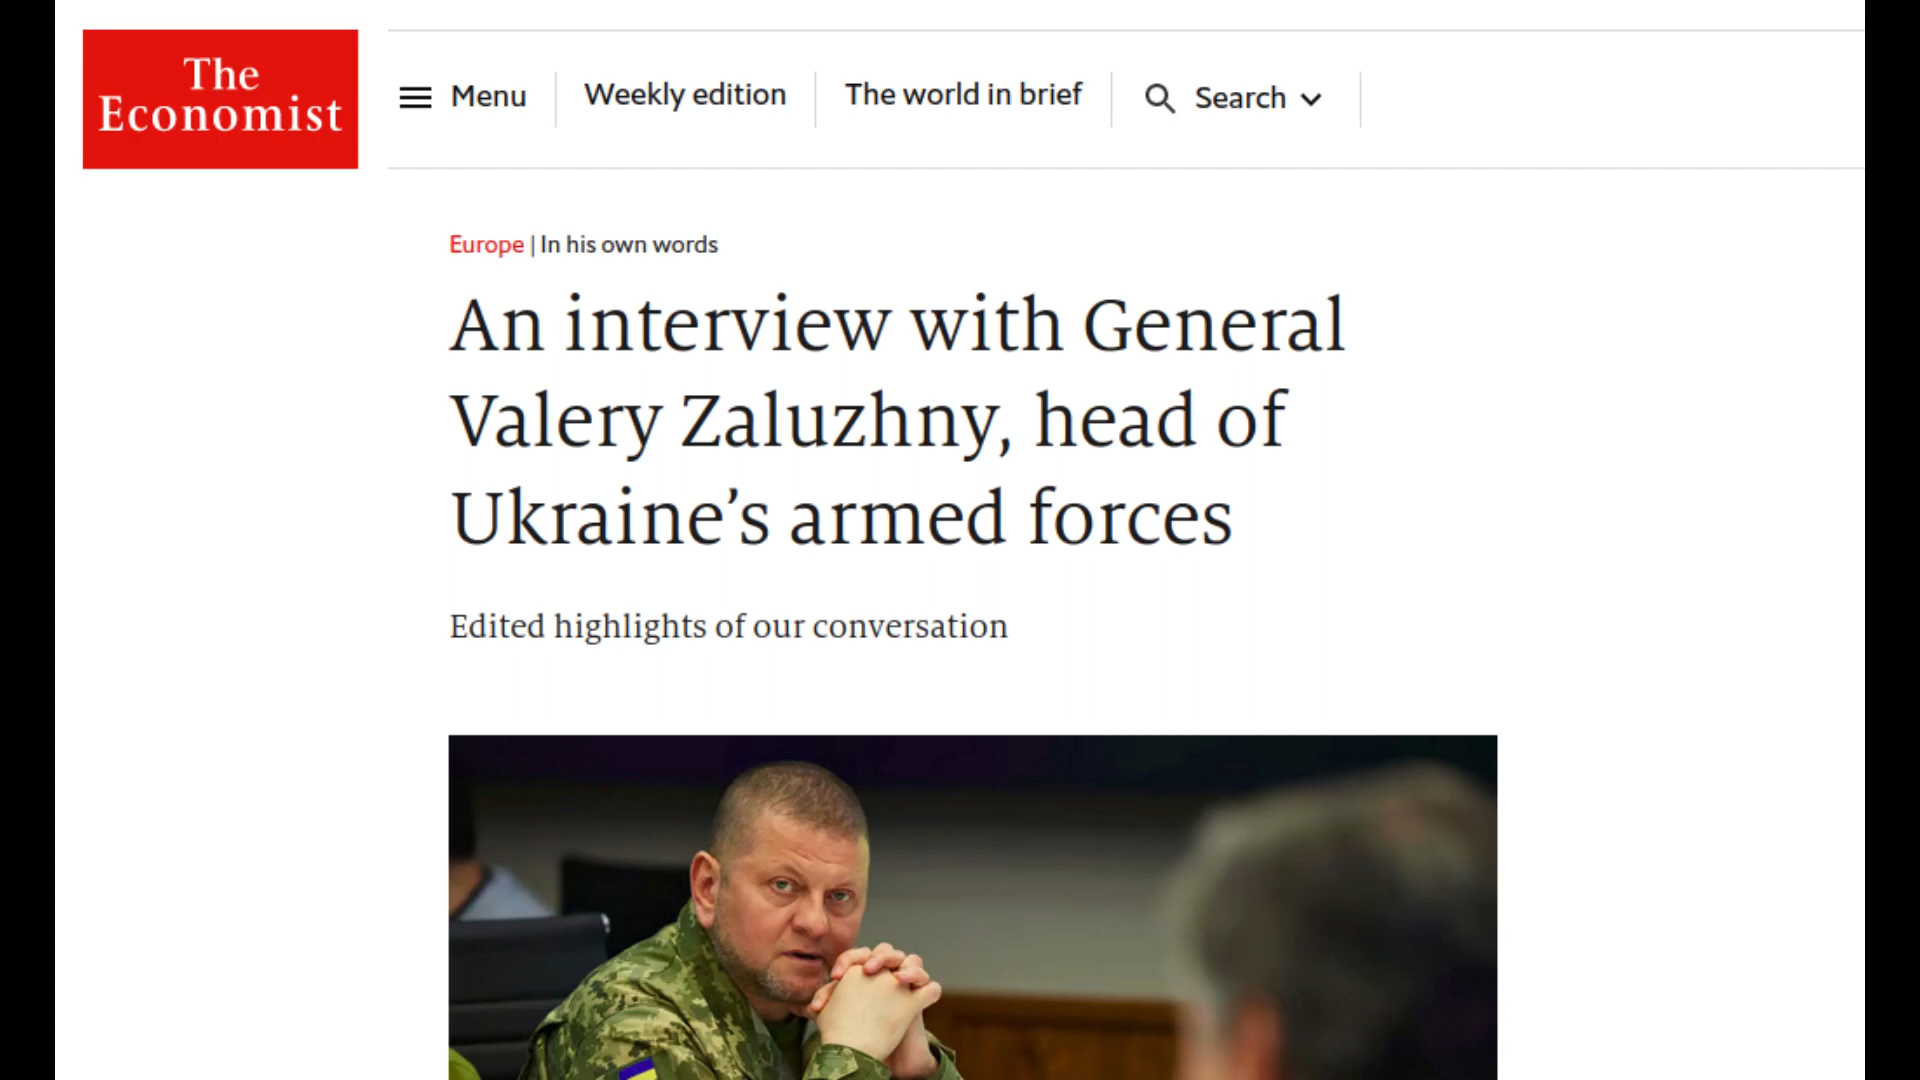 The
Economist
Menu
Weekly edition
The world in brief
Search
Europe | In his own words
An interview with General
Valery Zaluzhny, head of
Ukraine’s armed forces
Edited highlights of our conversation